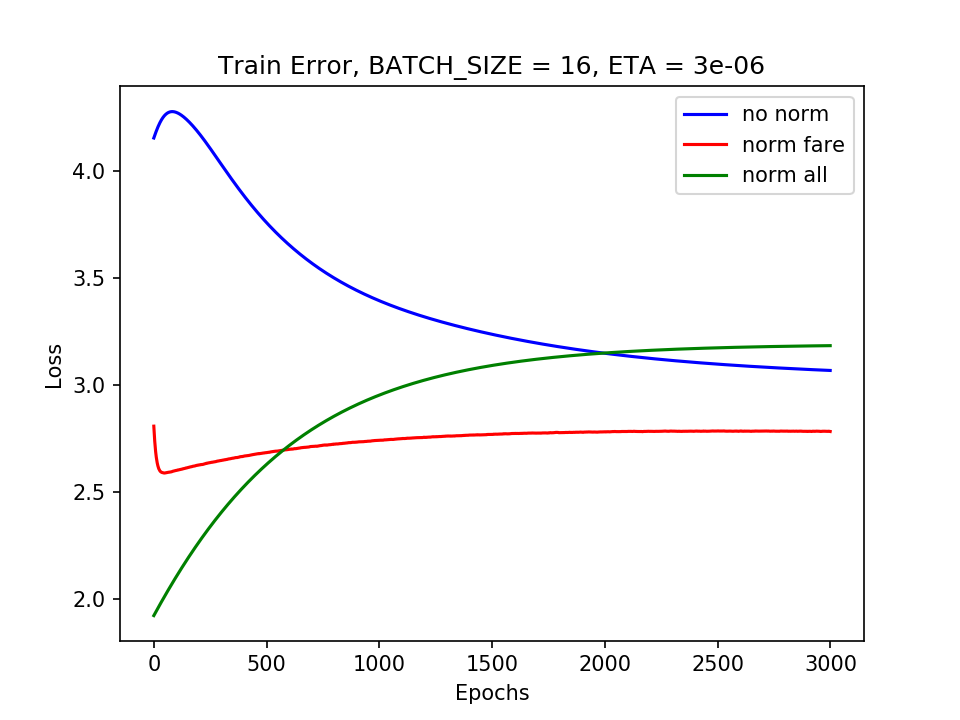 Train Error, BATCH_SIZE = 16, ETA = 3e-06
no norm
norm fare
norm all
4.0
3.5
3.0
2.5
2.0
Loss
0 500 1000 1500 2000 2500 3000
Epochs